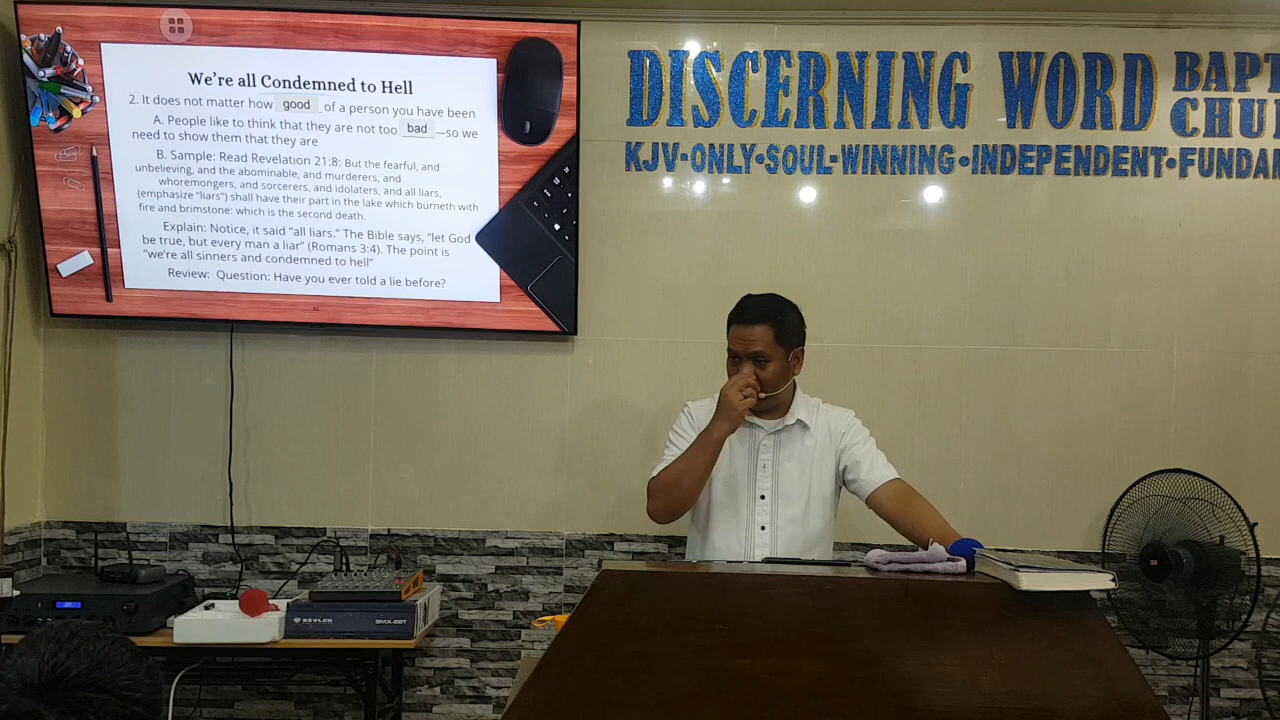 We're all Condemned to Hell
2. It does not matter how good of a person you have been
A. People like to think that they are not too bad—so we
need to show them that they are
B. Sample: Read Revelation 21:8: But the fearful, and
unbelieving, and the abominable, and murderers, and
whoremongers, and sorcerers, and idolaters, and all liars,
(emphasize "liars") shall have their part in the lake which burneth with
fire and brimstone: which is the second death.
Explain: Notice, it said "all liars." The Bible says, "let God
be true, but every man a liar" (Romans 3:4). The point is
"we're all sinners and condemned to hell"
Review: Question: Have you ever told a lie before?
DISCERNING WORD BAPT
CHU
KJV-ONLY•SOUL-WINNING•INDEPENDENT•FUNDA
KEVLER
SMX-68T